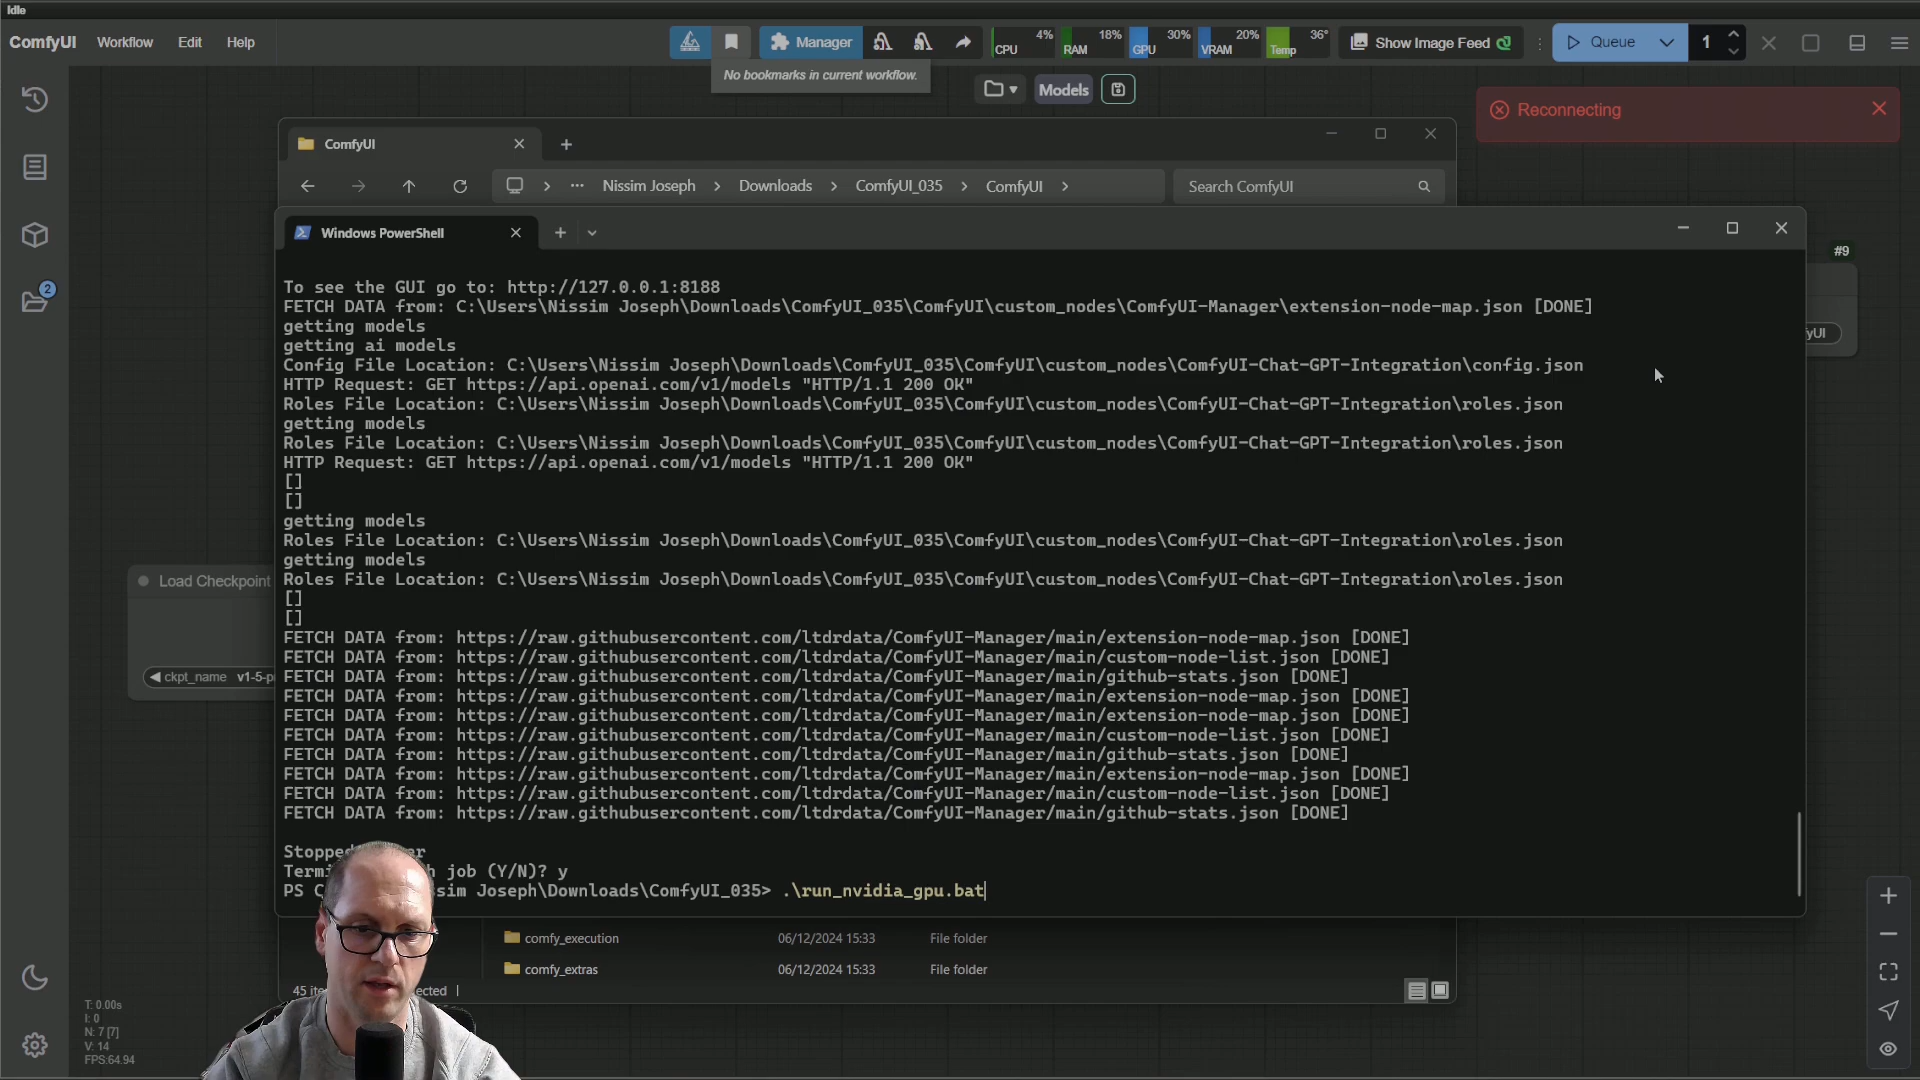 Idle
ComfyUI Workflow Edit Help
Manager
CPU 4% RAM 18% GPU 30% VRAM 20% Temp 36°
Show Image Feed
Queue 1
No bookmarks in current workflow.
Models
Reconnecting
ComfyUI
Nissim Joseph > Downloads > ComfyUI_035 > ComfyUI >
Search ComfyUI
Windows PowerShell
#9
2
To see the GUI go to: http://127.0.0.1:8188
FETCH DATA from: C:\Users\Nissim Joseph\Downloads\ComfyUI_035\ComfyUI\custom_nodes\ComfyUI-Manager\extension-node-map.json [DONE]
getting models
getting ai models
Config File Location: C:\Users\Nissim Joseph\Downloads\ComfyUI_035\ComfyUI\custom_nodes\ComfyUI-Chat-GPT-Integration\config.json
HTTP Request: GET https://api.openai.com/v1/models "HTTP/1.1 200 OK"
Roles File Location: C:\Users\Nissim Joseph\Downloads\ComfyUI_035\ComfyUI\custom_nodes\ComfyUI-Chat-GPT-Integration\roles.json
getting models
Roles File Location: C:\Users\Nissim Joseph\Downloads\ComfyUI_035\ComfyUI\custom_nodes\ComfyUI-Chat-GPT-Integration\roles.json
HTTP Request: GET https://api.openai.com/v1/models "HTTP/1.1 200 OK"
[]
[]
getting models
Roles File Location: C:\Users\Nissim Joseph\Downloads\ComfyUI_035\ComfyUI\custom_nodes\ComfyUI-Chat-GPT-Integration\roles.json
getting models
Roles File Location: C:\Users\Nissim Joseph\Downloads\ComfyUI_035\ComfyUI\custom_nodes\ComfyUI-Chat-GPT-Integration\roles.json
[]
[]
FETCH DATA from: https://raw.githubusercontent.com/ltdrdata/ComfyUI-Manager/main/extension-node-map.json [DONE]
FETCH DATA from: https://raw.githubusercontent.com/ltdrdata/ComfyUI-Manager/main/custom-node-list.json [DONE]
FETCH DATA from: https://raw.githubusercontent.com/ltdrdata/ComfyUI-Manager/main/github-stats.json [DONE]
FETCH DATA from: https://raw.githubusercontent.com/ltdrdata/ComfyUI-Manager/main/extension-node-map.json [DONE]
FETCH DATA from: https://raw.githubusercontent.com/ltdrdata/ComfyUI-Manager/main/extension-node-map.json [DONE]
FETCH DATA from: https://raw.githubusercontent.com/ltdrdata/ComfyUI-Manager/main/custom-node-list.json [DONE]
FETCH DATA from: https://raw.githubusercontent.com/ltdrdata/ComfyUI-Manager/main/github-stats.json [DONE]
FETCH DATA from: https://raw.githubusercontent.com/ltdrdata/ComfyUI-Manager/main/extension-node-map.json [DONE]
FETCH DATA from: https://raw.githubusercontent.com/ltdrdata/ComfyUI-Manager/main/custom-node-list.json [DONE]
FETCH DATA from: https://raw.githubusercontent.com/ltdrdata/ComfyUI-Manager/main/github-stats.json [DONE]
Stopped er
Termi h job (Y/N)? y
PS C ssim Joseph\Downloads\ComfyUI_035> .\run_nvidia_gpu.bat
Load Checkpoint
ckpt_name v1-5-p
yUI
comfy_execution 06/12/2024 15:33 File folder
comfy_extras 06/12/2024 15:33 File folder
45 ite ected
T: 0.00s
I: 0
N: 7 [7]
V: 14
FPS:64.94